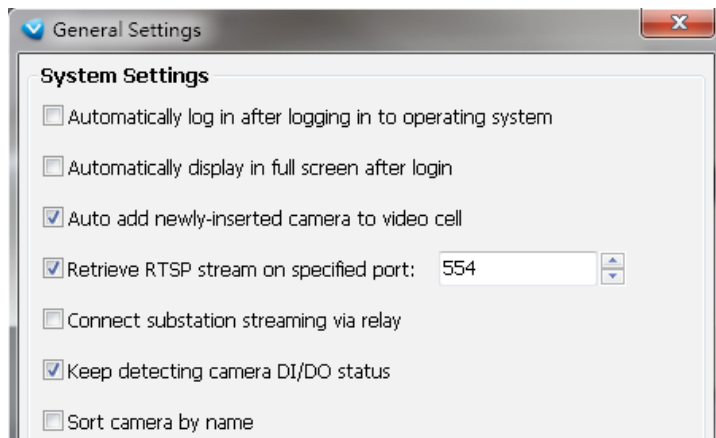 General Settings
System Settings
Automatically log in after logging in to operating system
Automatically display in full screen after login
Auto add newly-inserted camera to video cell
Retrieve RTSP stream on specified port: 554
Connect substation streaming via relay
Keep detecting camera DI/DO status
Sort camera by name